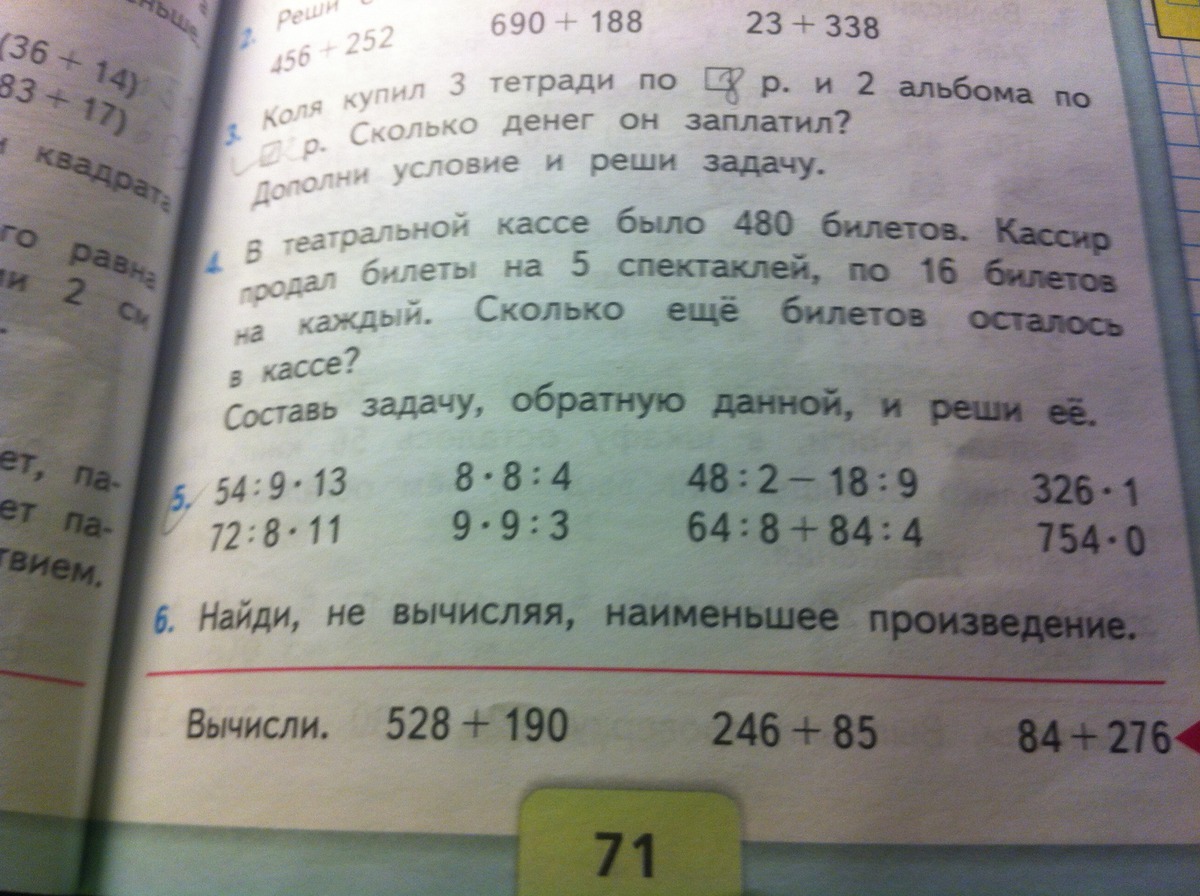 еньше.
(36 + 14)
83 + 17)
и квадрата
го равна
ии 2 см
ет, па-
ет па-
твием.
2. Реши
456 + 252 690 + 188 23 + 338
3. Коля купил 3 тетради по р. и 2 альбома по
р. Сколько денег он заплатил?
Дополни условие и реши задачу.
4. В театральной кассе было 480 билетов. Кассир
продал билеты на 5 спектаклей, по 16 билетов
на каждый. Сколько ещё билетов осталось
в кассе?
Составь задачу, обратную данной, и реши её.
5. 54 : 9 · 13 8 · 8 : 4 48 : 2 − 18 : 9 326 · 1
72 : 8 · 11 9 · 9 : 3 64 : 8 + 84 : 4 754 · 0
6. Найди, не вычисляя, наименьшее произведение.
Вычисли. 528 + 190 246 + 85 84 + 276
71